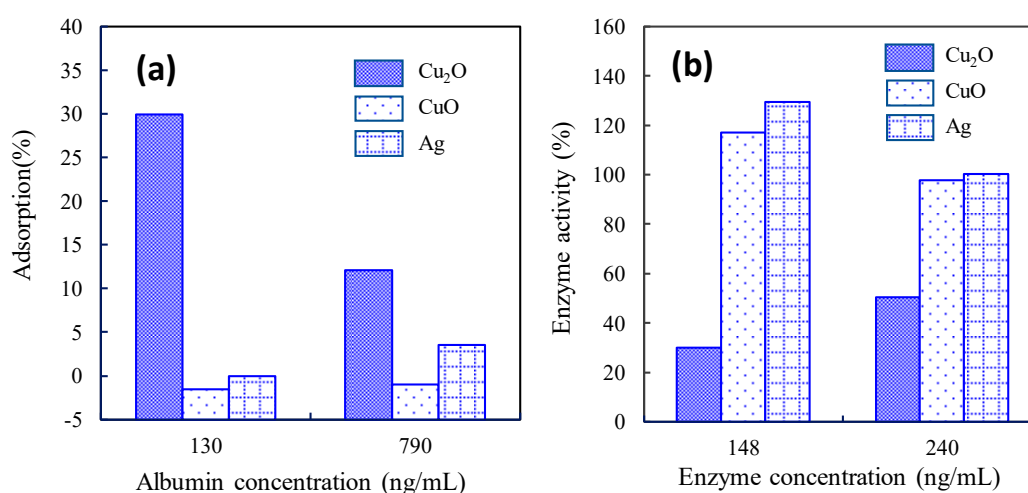 (a)
Adsorption(%)
40
35
30
25
20
15
10
5
0
-5
Cu₂O
CuO
Ag
130
790
Albumin concentration (ng/mL)
(b)
Enzyme activity (%)
160
140
120
100
80
60
40
20
0
Cu₂O
CuO
Ag
148
240
Enzyme concentration (ng/mL)